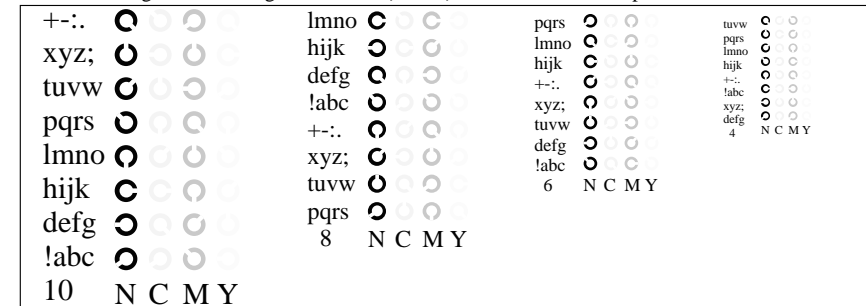 +-:.
xyz;
tuvw
pqrs
lmno
hijk
defg
!abc
10 N C M Y
lmno
hijk
defg
!abc
+-:.
xyz;
tuvw
pqrs
8 N C M Y
pqrs
lmno
hijk
+-:.
xyz;
tuvw
defg
!abc
6 N C M Y
tuvw
pqrs
lmno
hijk
+-:.
!abc
xyz;
defg
4 N C M Y